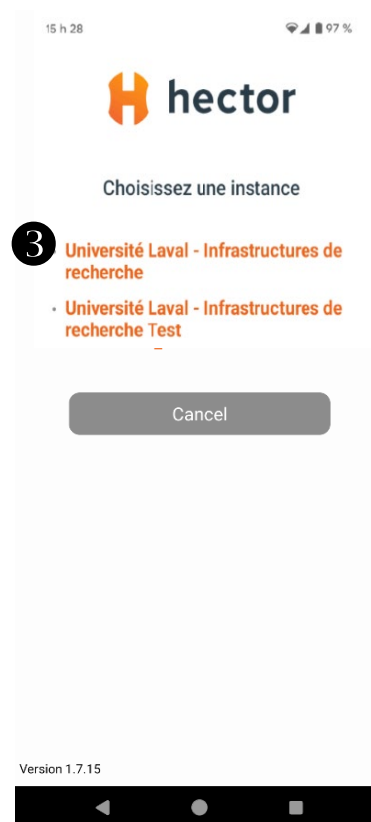 15 h 28 97 %
hector
Choisissez une instance
3
Université Laval - Infrastructures de
recherche
• Université Laval - Infrastructures de
recherche Test
Cancel
Version 1.7.15